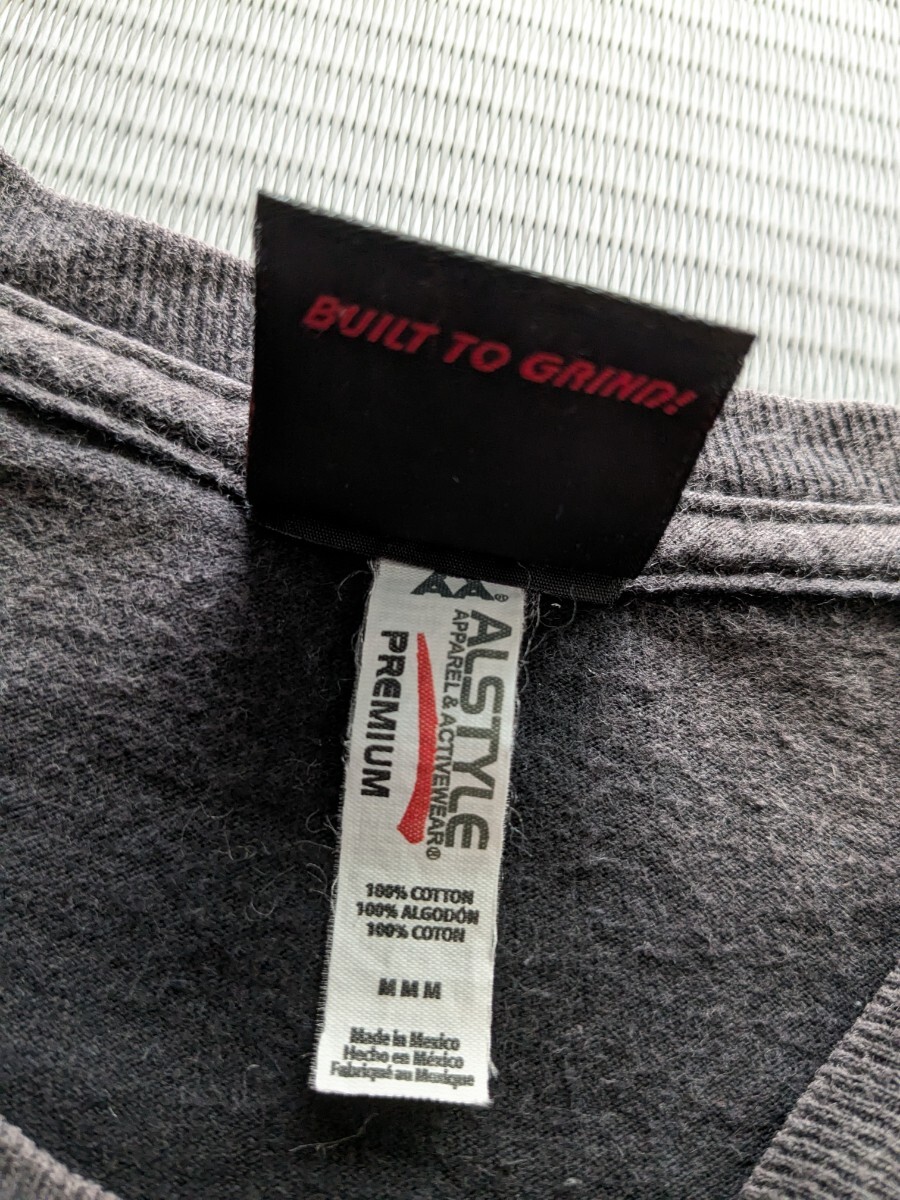 BUILT TO GRIND!
AA®
ALSTYLE
APPAREL & ACTIVEWEAR®
PREMIUM
100% COTTON
100% ALGODÓN
100% COTON
M M M
Made in Mexico
Hecho en México
Fabriqué au Mexique